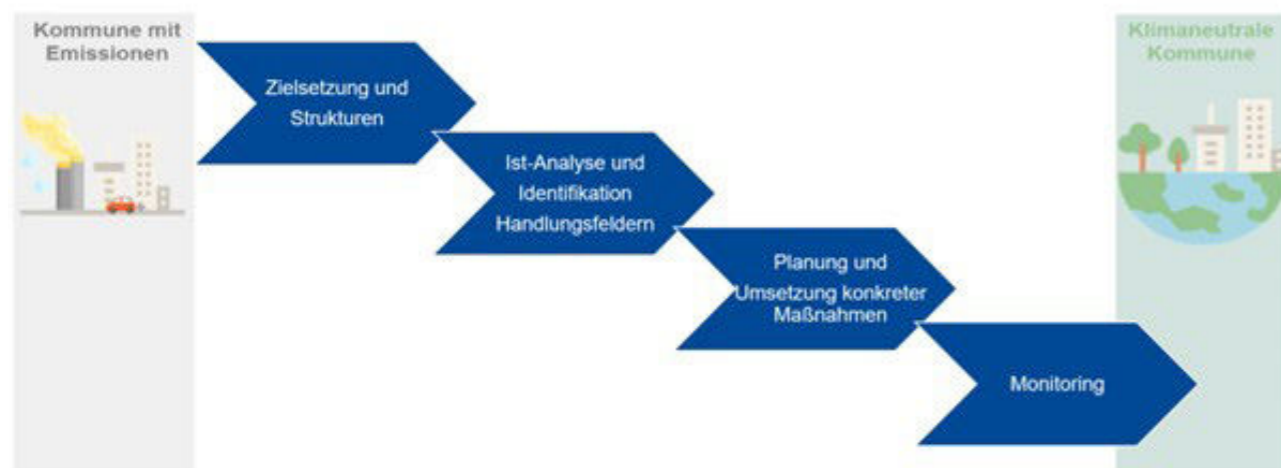 Kommune mit
Emissionen
Klimaneutrale
Kommune
Zielsetzung und
Strukturen
Ist-Analyse und
Identifikation
Handlungsfeldern
Planung und
Umsetzung konkreter
Maßnahmen
Monitoring